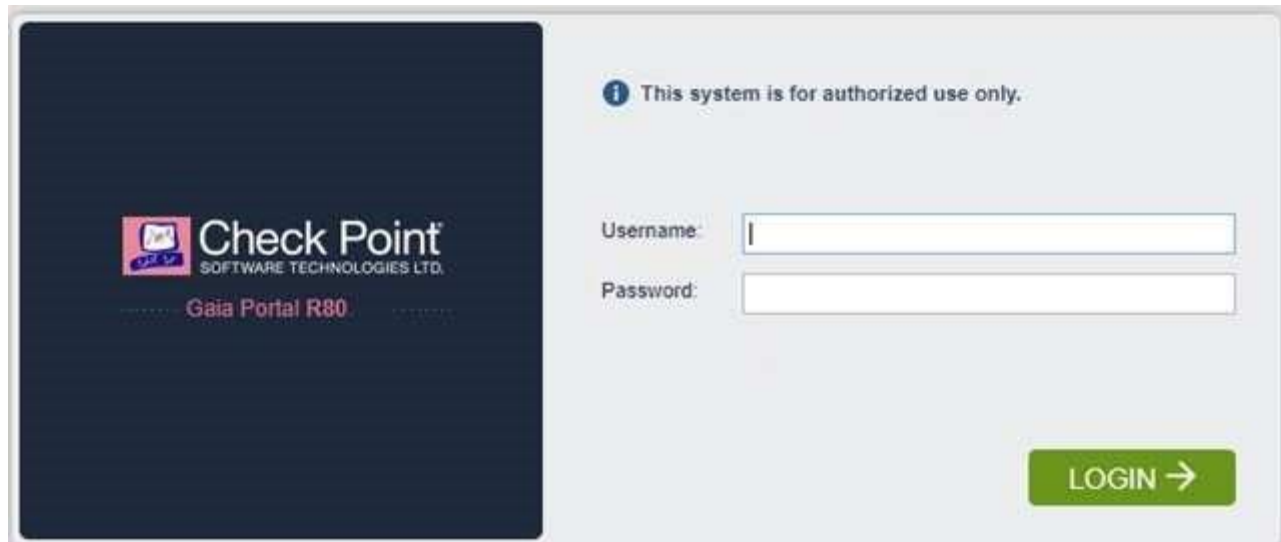 Check Point
SOFTWARE TECHNOLOGIES LTD.
Gaia Portal R80
This system is for authorized use only.
Username:
Password:
LOGIN